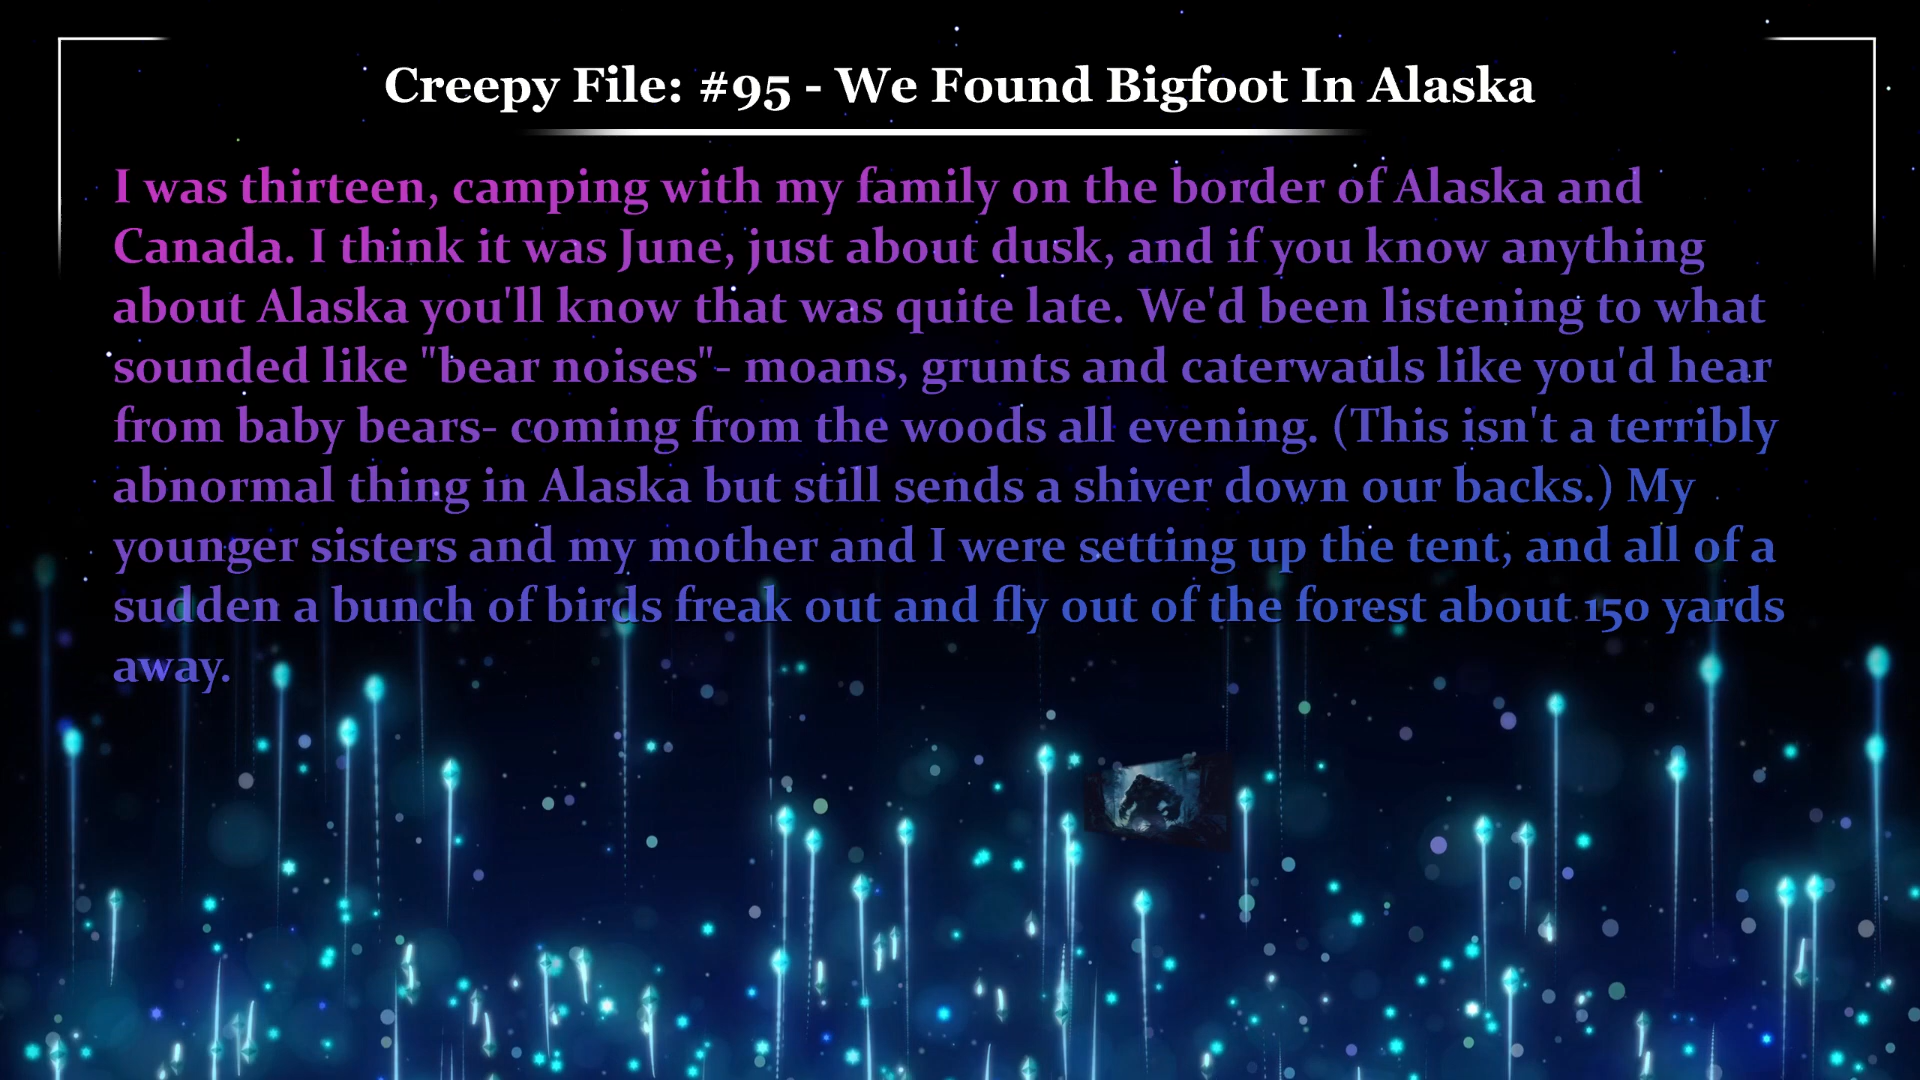 Creepy File: #95 - We Found Bigfoot In Alaska
I was thirteen, camping with my family on the border of Alaska and
Canada. I think it was June, just about dusk, and if you know anything
about Alaska you'll know that was quite late. We'd been listening to what
sounded like "bear noises"- moans, grunts and caterwauls like you'd hear
from baby bears- coming from the woods all evening. (This isn't a terribly
abnormal thing in Alaska but still sends a shiver down our backs.) My
younger sisters and my mother and I were setting up the tent, and all of a
sudden a bunch of birds freak out and fly out of the forest about 150 yards
away.